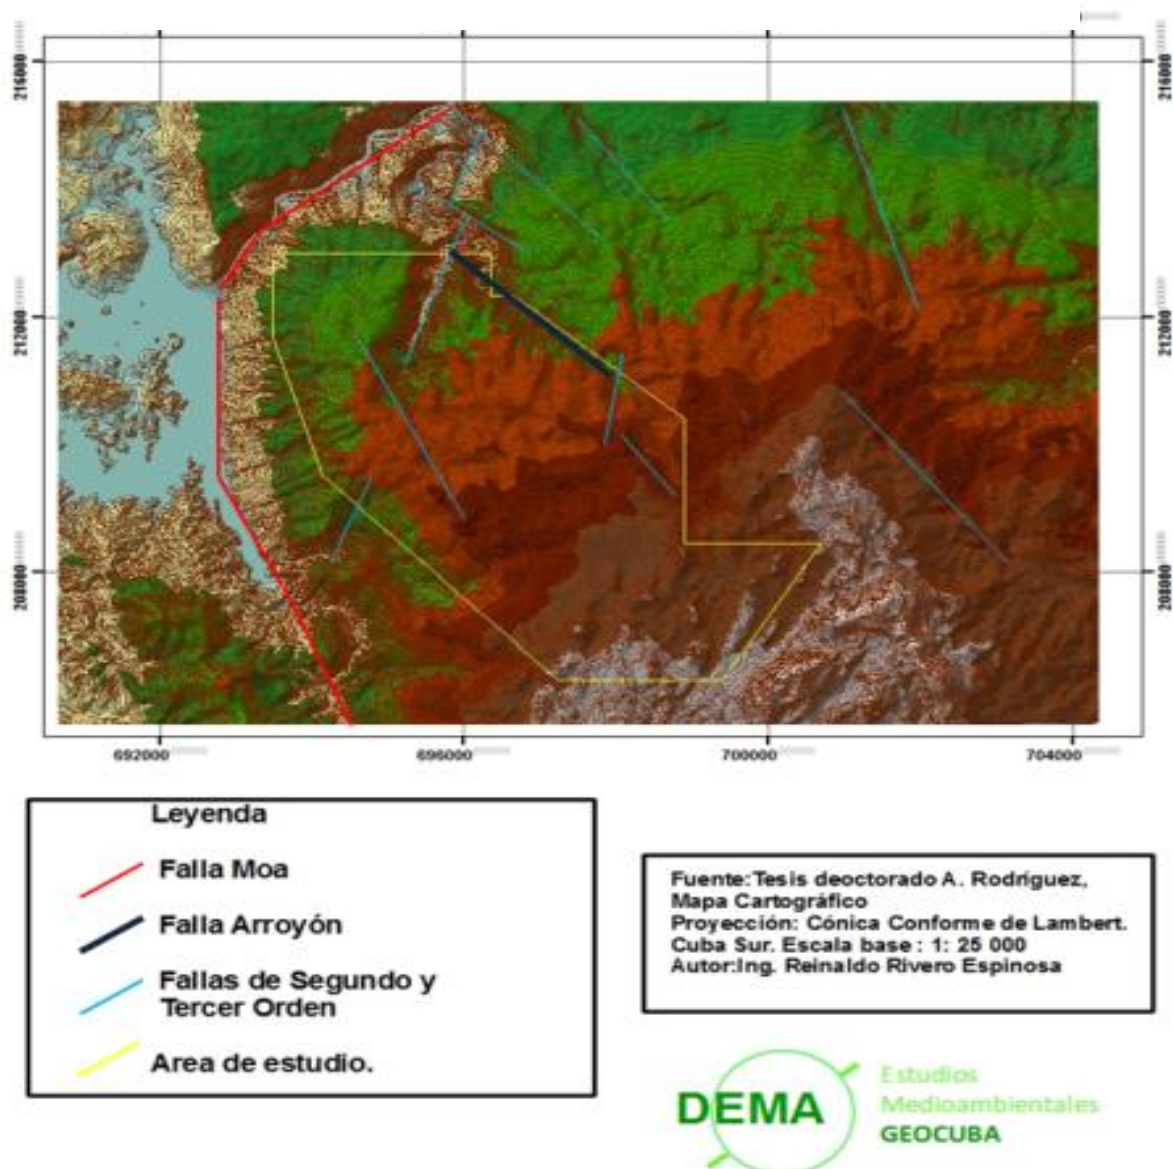 216000
216000
212000
212000
208000
208000
692000
696000
700000
704000
Leyenda
Falla Moa
Falla Arroyón
Fallas de Segundo y
Tercer Orden
Area de estudio.
Fuente:Tesis deoctorado A. Rodríguez,
Mapa Cartográfico
Proyección: Cónica Conforme de Lambert.
Cuba Sur. Escala base : 1: 25 000
Autor:Ing. Reinaldo Rivero Espinosa
DEMA
Estudios
Medioambientales
GEOCUBA